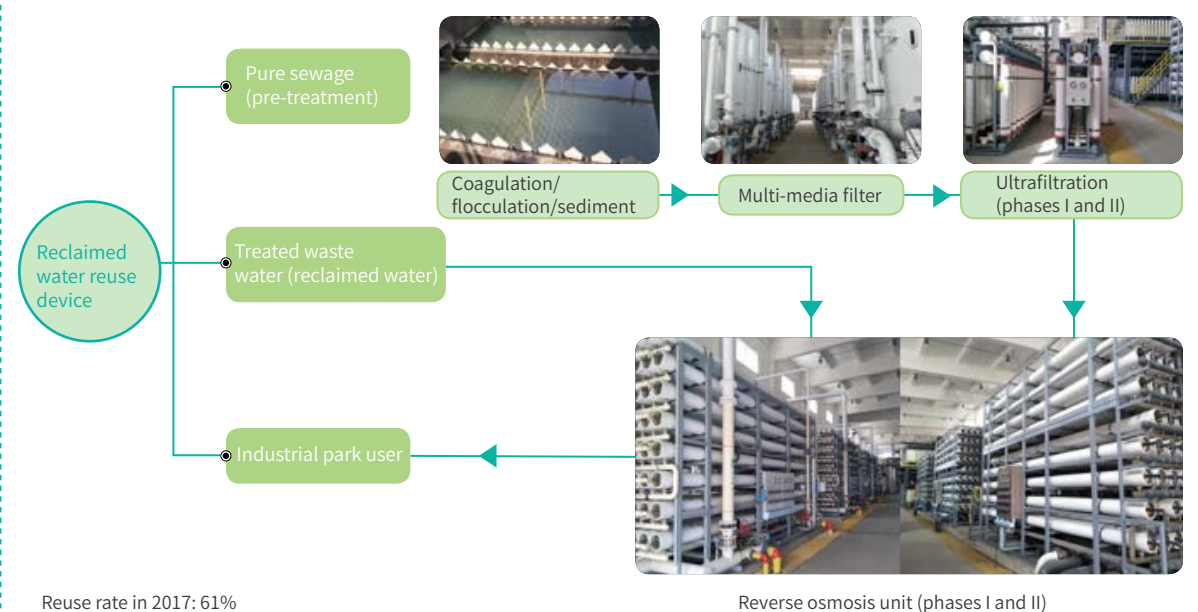 Pure sewage
(pre-treatment)
Coagulation/
flocculation/sediment
Multi-media filter
Ultrafiltration
(phases I and II)
Reclaimed
water reuse
device
Treated waste
water (reclaimed water)
Industrial park user
Reuse rate in 2017: 61%
Reverse osmosis unit (phases I and II)